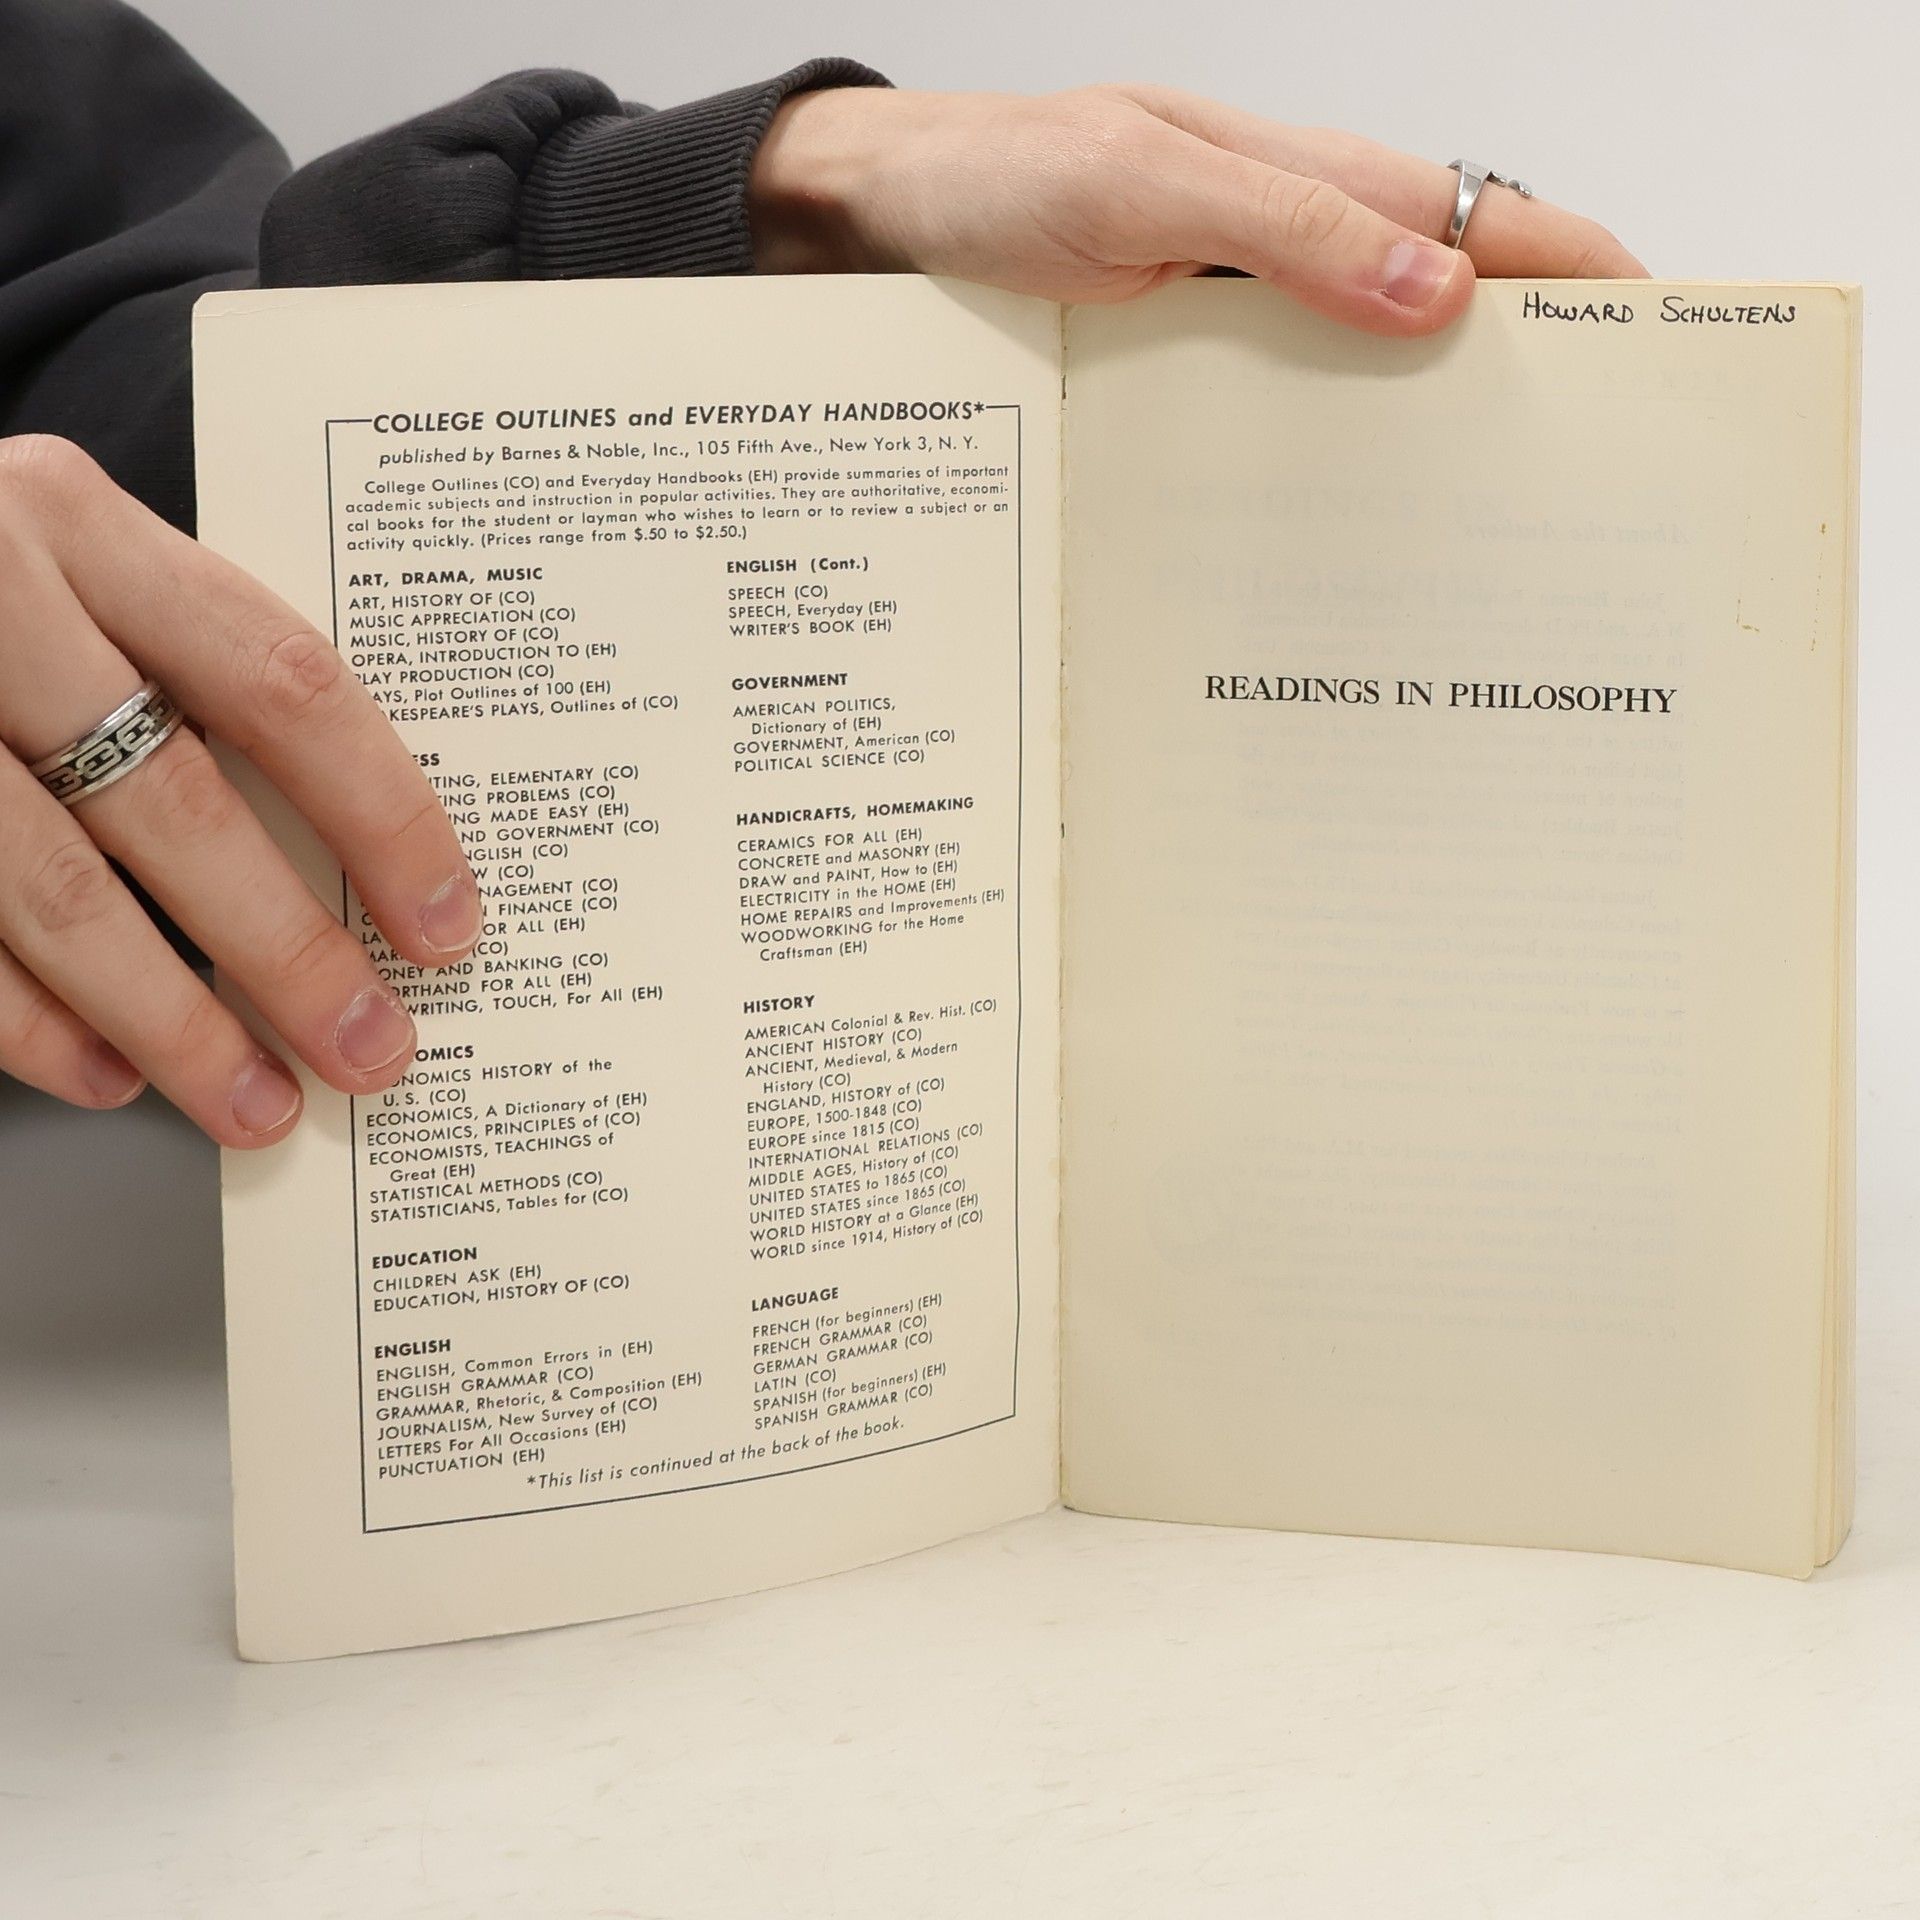 COLLEGE OUTLINES and EVERYDAY HANDBOOKS*
published by Barnes & Noble, Inc., 105 Fifth Ave., New York 3, N. Y.
College Outlines (CO) and Everyday Handbooks (EH) provide summaries of important
academic subjects and instruction in popular activities. They are authoritative, economi-
cal books for the student or layman who wishes to learn or to review a subject or an
activity quickly. (Prices range from $.50 to $2.50.)
ART, DRAMA, MUSIC
ART, HISTORY OF (CO)
MUSIC APPRECIATION (CO)
MUSIC, HISTORY OF (CO)
OPERA, INTRODUCTION TO (EH)
PLAY PRODUCTION (CO)
Plot Outlines of 100 (EH)
PLAYS, Outlines of (CO)
ELEMENTARY (CO)
PROBLEMS (CO)
MADE EASY (EH)
GOVERNMENT (CO)
(CO)
(CO)
(CO)
FINANCE (CO)
ALL (EH)
(CO)
AND BANKING (CO)
FOR ALL (EH)
TOUCH, For All (EH)
HISTORY of the
U. S. (CO)
ECONOMICS, A Dictionary of (EH)
ECONOMICS, PRINCIPLES of (CO)
ECONOMISTS, TEACHINGS of
Great (EH)
STATISTICAL METHODS (CO)
STATISTICIANS, Tables for (CO)
EDUCATION
CHILDREN ASK (EH)
EDUCATION, HISTORY OF (CO)
ENGLISH
ENGLISH, Common Errors in (EH)
ENGLISH GRAMMAR (CO)
GRAMMAR, Rhetoric, & Composition (EH)
JOURNALISM, New Survey of (CO)
LETTERS For All Occasions (EH)
PUNCTUATION (EH)
ENGLISH (Cont.)
SPEECH (CO)
SPEECH, Everyday (EH)
WRITER'S BOOK (EH)
GOVERNMENT
AMERICAN POLITICS,
Dictionary of (EH)
GOVERNMENT, American (CO)
POLITICAL SCIENCE (CO)
HANDICRAFTS, HOMEMAKING
CERAMICS FOR ALL (EH)
CONCRETE and MASONRY (EH)
DRAW and PAINT, How to (EH)
ELECTRICITY in the HOME (EH)
HOME REPAIRS and Improvements (EH)
WOODWORKING for the Home
Craftsman (EH)
HISTORY
AMERICAN Colonial & Rev. Hist. (CO)
ANCIENT HISTORY (CO)
ANCIENT, Medieval, & Modern
History (CO)
ENGLAND, HISTORY of (CO)
EUROPE, 1500-1848 (CO)
EUROPE since 1815 (CO)
INTERNATIONAL RELATIONS (CO)
MIDDLE AGES, History of (CO)
UNITED STATES to 1865 (CO)
UNITED STATES since 1865 (CO)
WORLD HISTORY at a Glance (EH)
WORLD since 1914, History of (CO)
LANGUAGE
FRENCH (for beginners) (EH)
FRENCH GRAMMAR (CO)
GERMAN GRAMMAR (CO)
LATIN (CO)
SPANISH (for beginners) (EH)
SPANISH GRAMMAR (CO)
*This list is continued at the back of the book.
HOWARD SCHULTENS
READINGS IN PHILOSOPHY